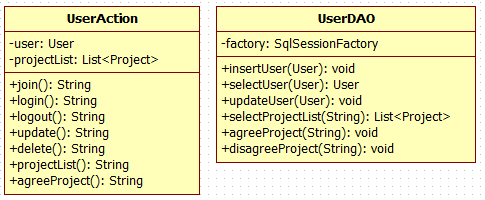 UserAction
-user: User
-projectList: List<Project>
+join(): String
+login(): String
+logout(): String
+update(): String
+delete(): String
+projectList(): String
+agreeProject(): String
UserDAO
-factory: SqlSessionFactory
+insertUser(User): void
+selectUser(User): User
+updateUser(User): void
+selectProjectList(String): List<Project>
+agreeProject(String): void
+disagreeProject(String): void